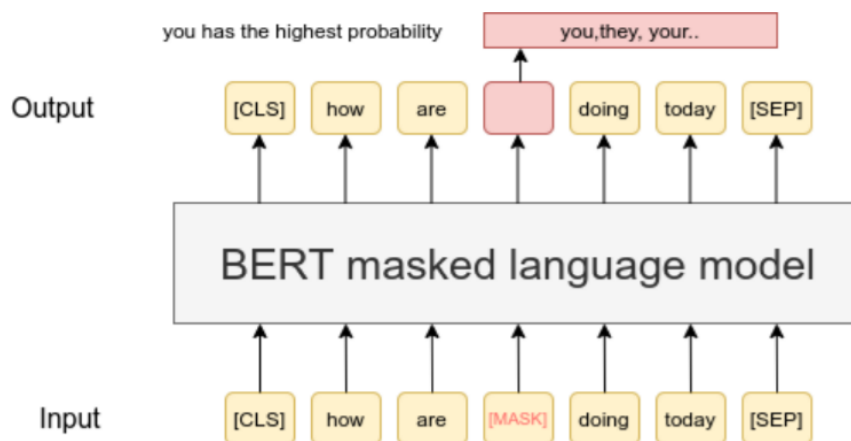 you has the highest probability you,they, your..
Output [CLS] how are doing today [SEP]
BERT masked language model
Input [CLS] how are [MASK] doing today [SEP]